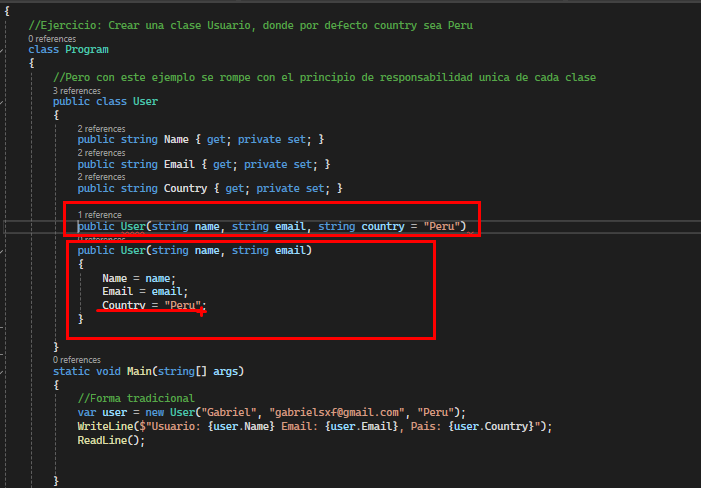 {
//Ejercicio: Crear una clase Usuario, donde por defecto country sea Peru
0 references
class Program
{
//Pero con este ejemplo se rompe con el principio de responsabilidad unica de cada clase
3 references
public class User
{
2 references
public string Name { get; private set; }
2 references
public string Email { get; private set; }
2 references
public string Country { get; private set; }
1 reference
public User(string name, string email, string country = "Peru")
0 references
public User(string name, string email)
{
Name = name;
Email = email;
Country = "Peru";
}
}
0 references
static void Main(string[] args)
{
//Forma tradicional
var user = new User("Gabriel", "gabrielsxf@gmail.com", "Peru");
WriteLine($"Usuario: {user.Name} Email: {user.Email}, Pais: {user.Country}");
ReadLine();
}